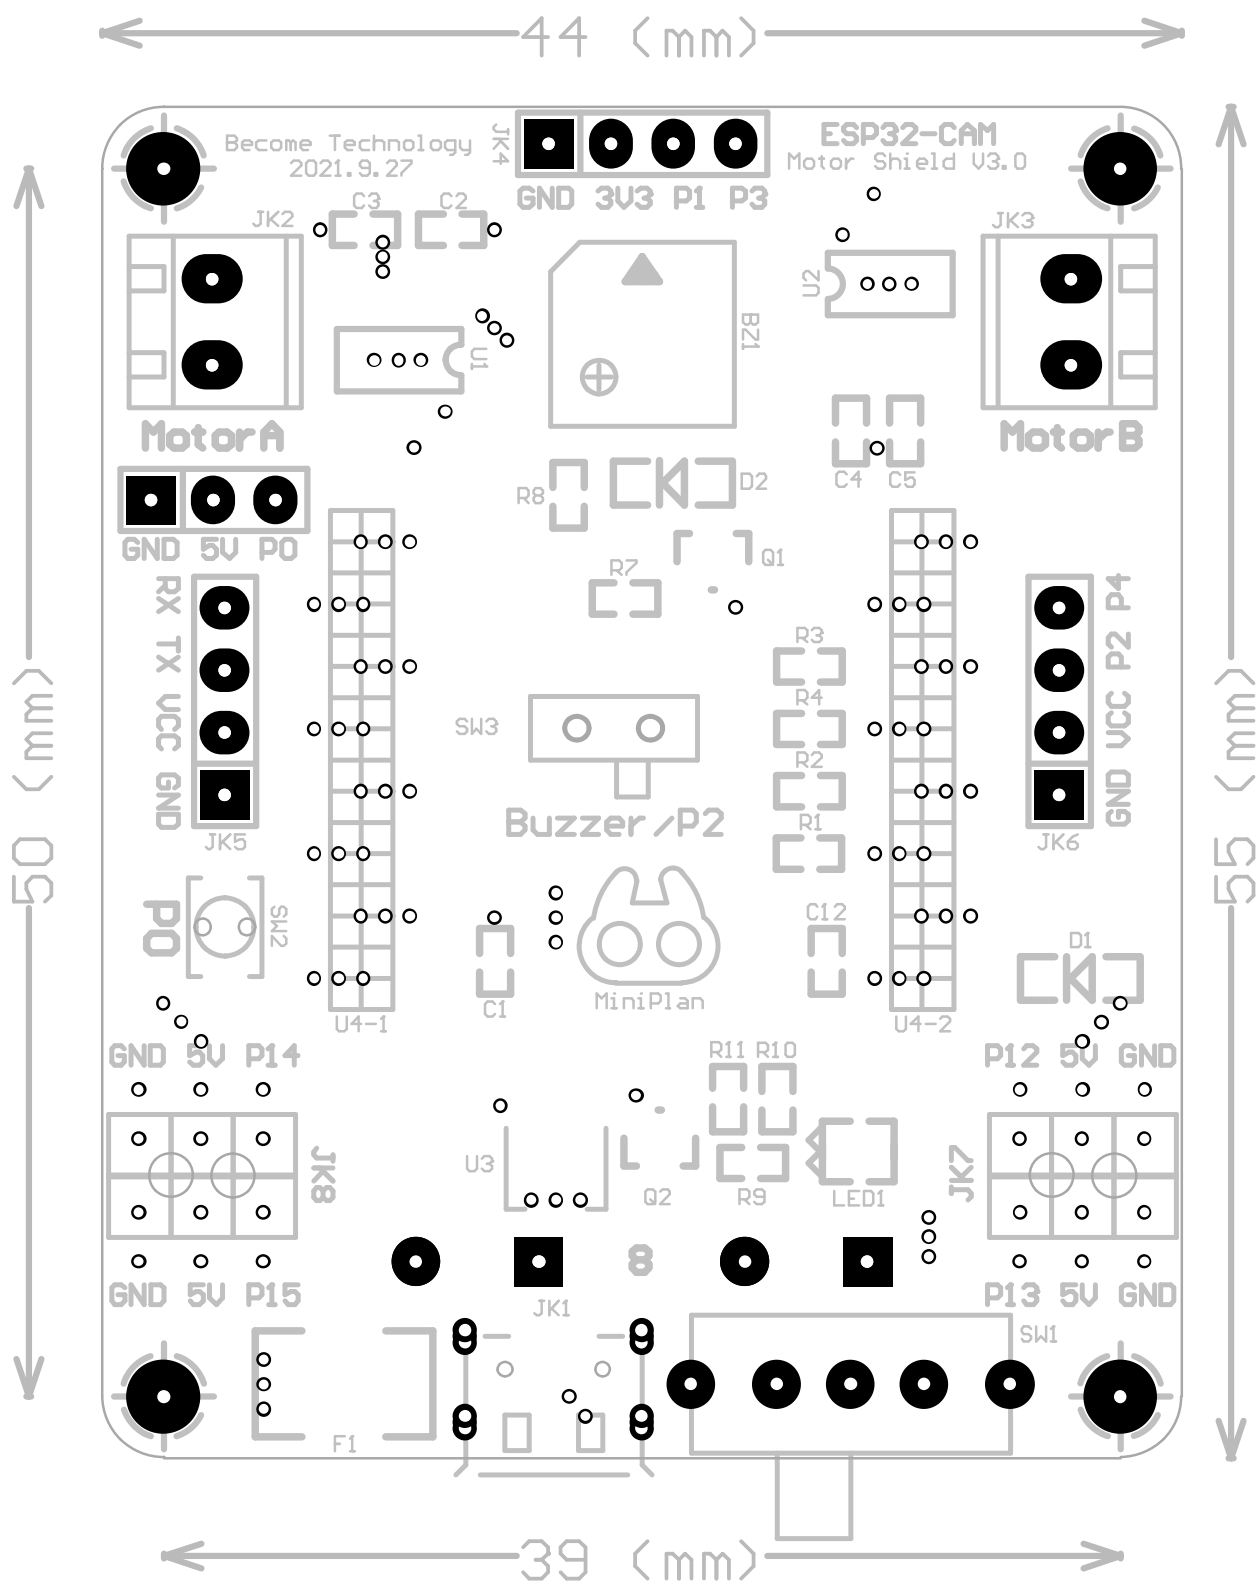 44 (mm)
Become Technology
2021.9.27
JK4
ESP32-CAM
Motor Shield V3.0
GND 3V3 P1 P3
C3 C2
JK2
JK3
U2
BZ1
U1
MotorA
MotorB
C4 C5
R8
D2
GND 5V P0
Q1
R7
RX TX VCC GND
P4
P2
VCC
GND
R3
R4
SW3
R2
Buzzer/P2
R1
JK5
JK6
50 (mm)
55 (mm)
P0
SW2
C12
D1
MiniPlan
C1
U4-1
U4-2
GND 5V P14
R11 R10
P12 5V GND
U3
JK8
JK7
Q2
R9
LED1
8
GND 5V P15
P13 5V GND
JK1
SW1
F1
39 (mm)